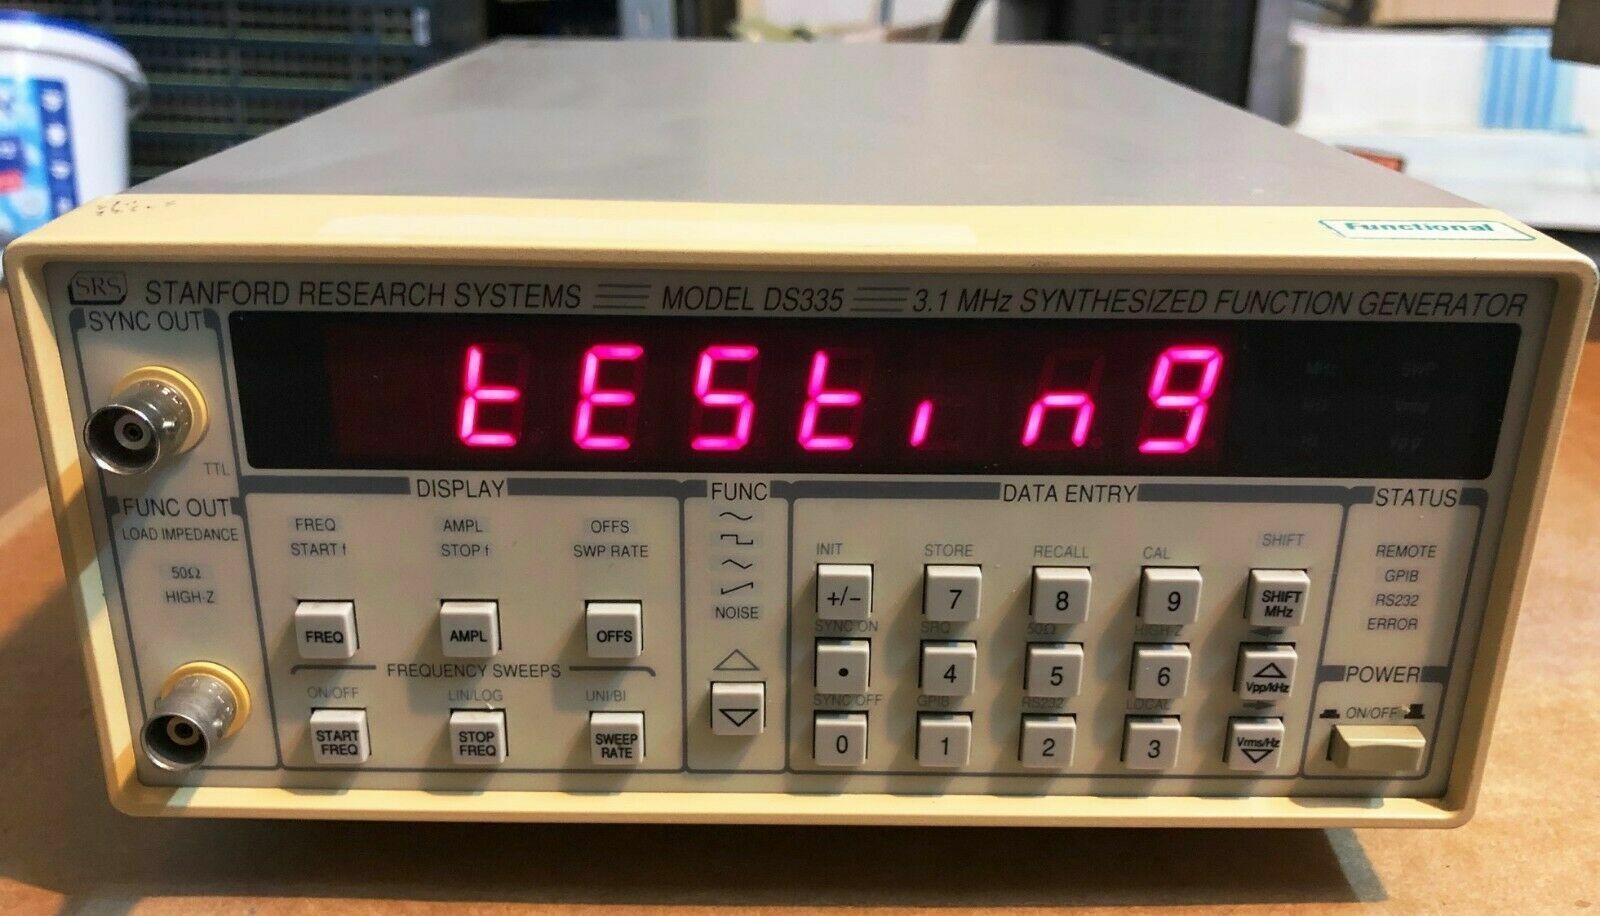 Functional
SRS STANFORD RESEARCH SYSTEMS MODEL DS335 3.1 MHz SYNTHESIZED FUNCTION GENERATOR
SYNC OUT
TTL
FUNC OUT
LOAD IMPEDANCE
50Ω
HIGH-Z
tEStIng
MHz SWP
Vpp
DISPLAY
FREQ AMPL OFFS
START f STOP f SWP RATE
FREQ AMPL OFFS
FREQUENCY SWEEPS
ON/OFF LIN/LOG UNI/BI
START FREQ STOP FREQ SWEEP RATE
FUNC
NOISE
DATA ENTRY
INIT STORE RECALL CAL SHIFT
+/- 7 8 9 SHIFT MHz
SYNC ON SRQ 50Ω HIGH-Z
• 4 5 6 Vpp/kHz
SYNC OFF GPIB RS232 LOCAL
0 1 2 3 Vrms/Hz
STATUS
REMOTE
GPIB
RS232
ERROR
POWER
ON/OFF